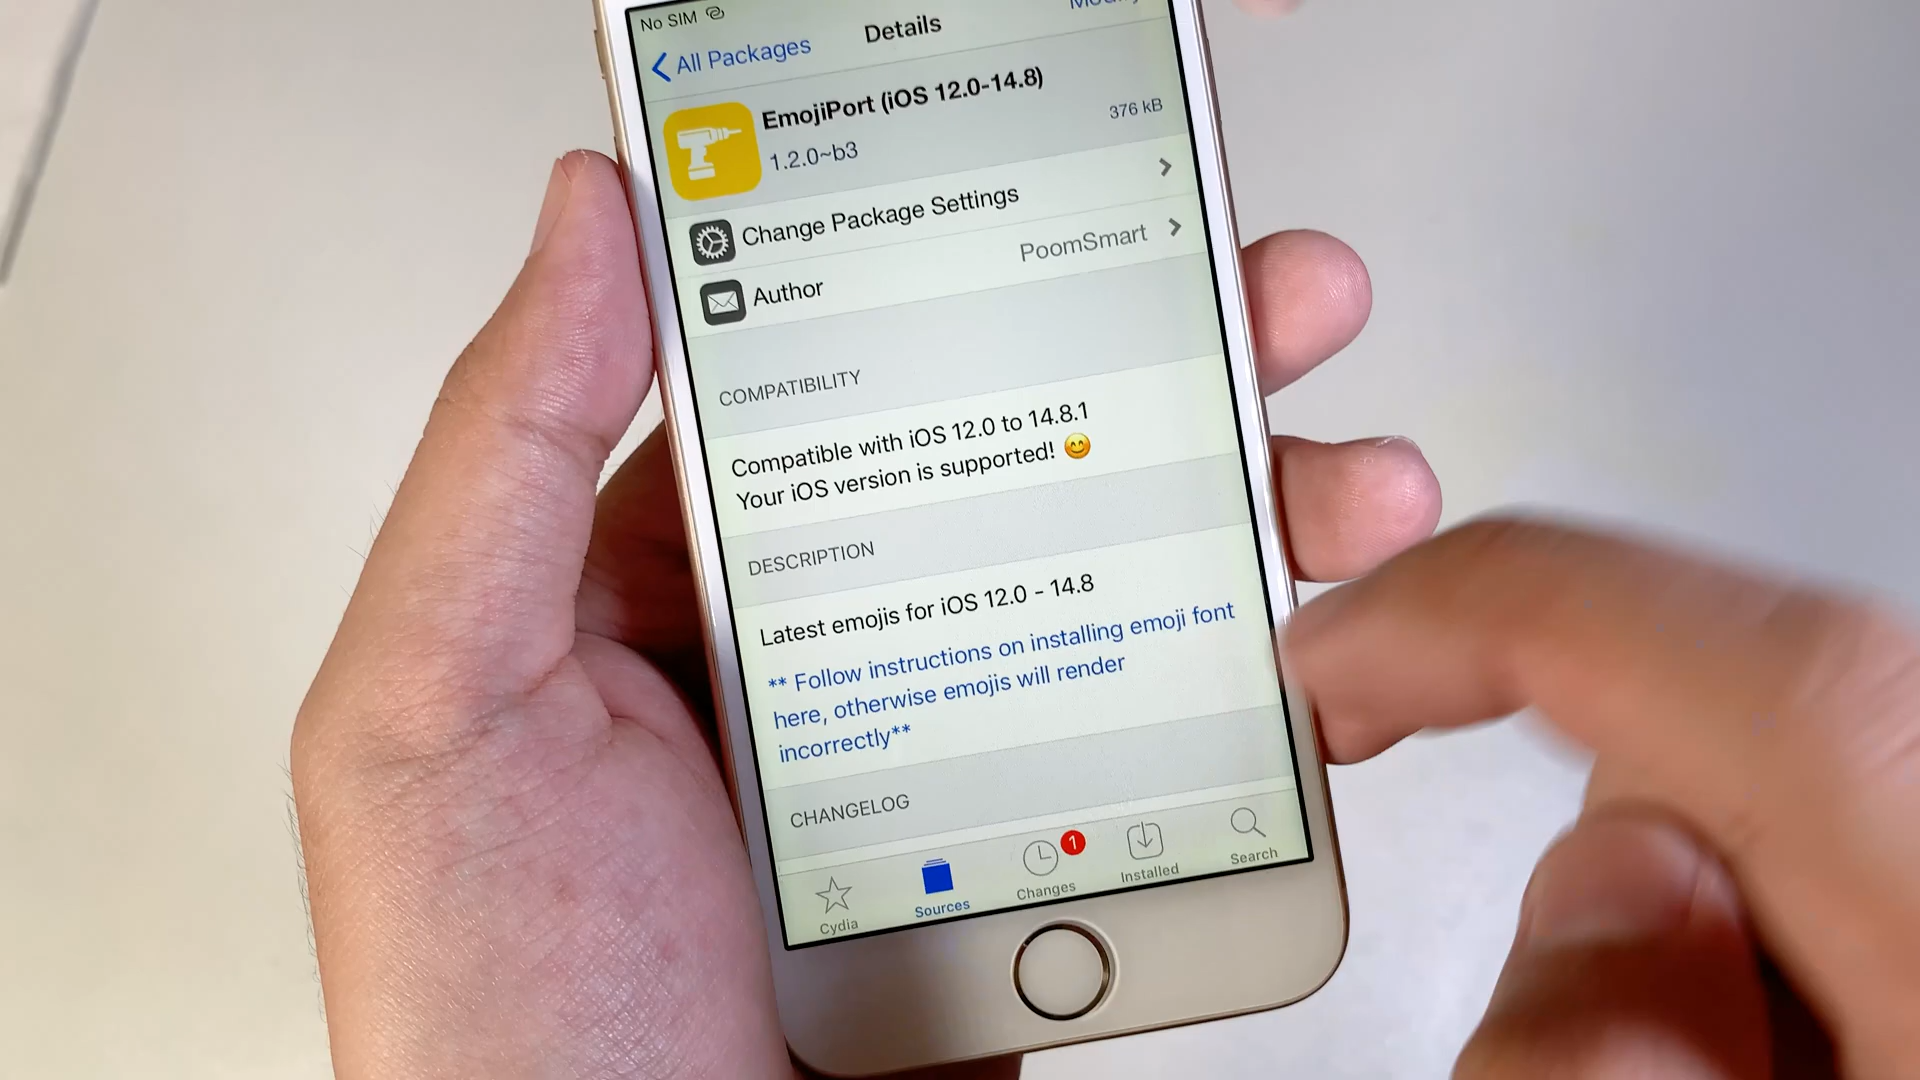 No SIM
All Packages
Details
Modify
EmojiPort (iOS 12.0-14.8)
376 kB
1.2.0~b3
Change Package Settings
Author
PoomSmart
COMPATIBILITY
Compatible with iOS 12.0 to 14.8.1
Your iOS version is supported! 😊
DESCRIPTION
Latest emojis for iOS 12.0 - 14.8
** Follow instructions on installing emoji font
here, otherwise emojis will render
incorrectly**
CHANGELOG
1
Cydia
Sources
Changes
Installed
Search